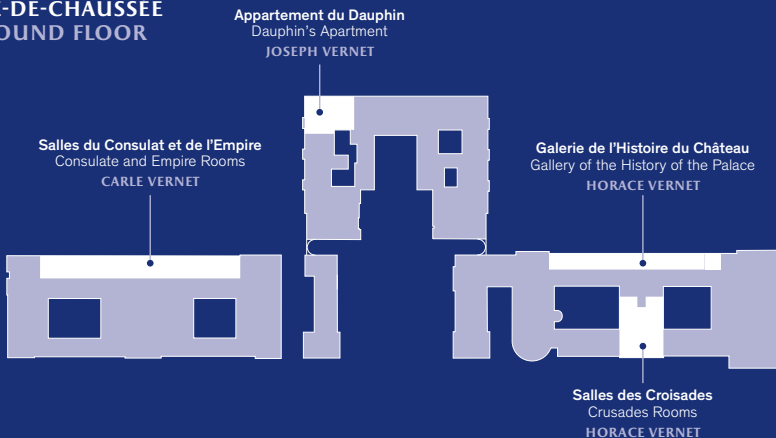 -DE-CHAUSSÉE
OUND FLOOR
Appartement du Dauphin
Dauphin's Apartment
JOSEPH VERNET
Salles du Consulat et de l'Empire
Consulate and Empire Rooms
CARLE VERNET
Galerie de l'Histoire du Château
Gallery of the History of the Palace
HORACE VERNET
Salles des Croisades
Crusades Rooms
HORACE VERNET